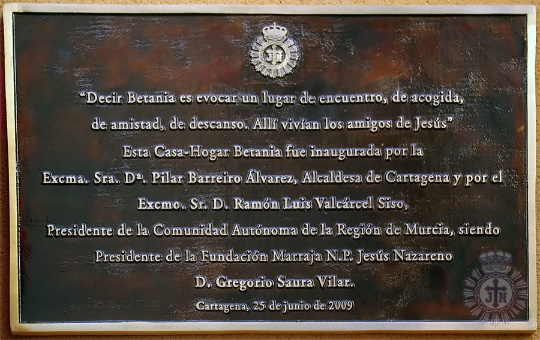 "Decir Betania es evocar un lugar de encuentro, de acogida,
de amistad, de descanso. Allí vivían los amigos de Jesús"
Esta Casa-Hogar Betania fue inaugurada por la
Excma. Sra. Dª. Pilar Barreiro Álvarez, Alcaldesa de Cartagena y por el
Excmo. Sr. D. Ramón Luis Valcárcel Siso,
Presidente de la Comunidad Autónoma de la Región de Murcia, siendo
Presidente de la Fundación Marraja N.P. Jesús Nazareno
D. Gregorio Saura Vilar.
Cartagena, 25 de junio de 2009